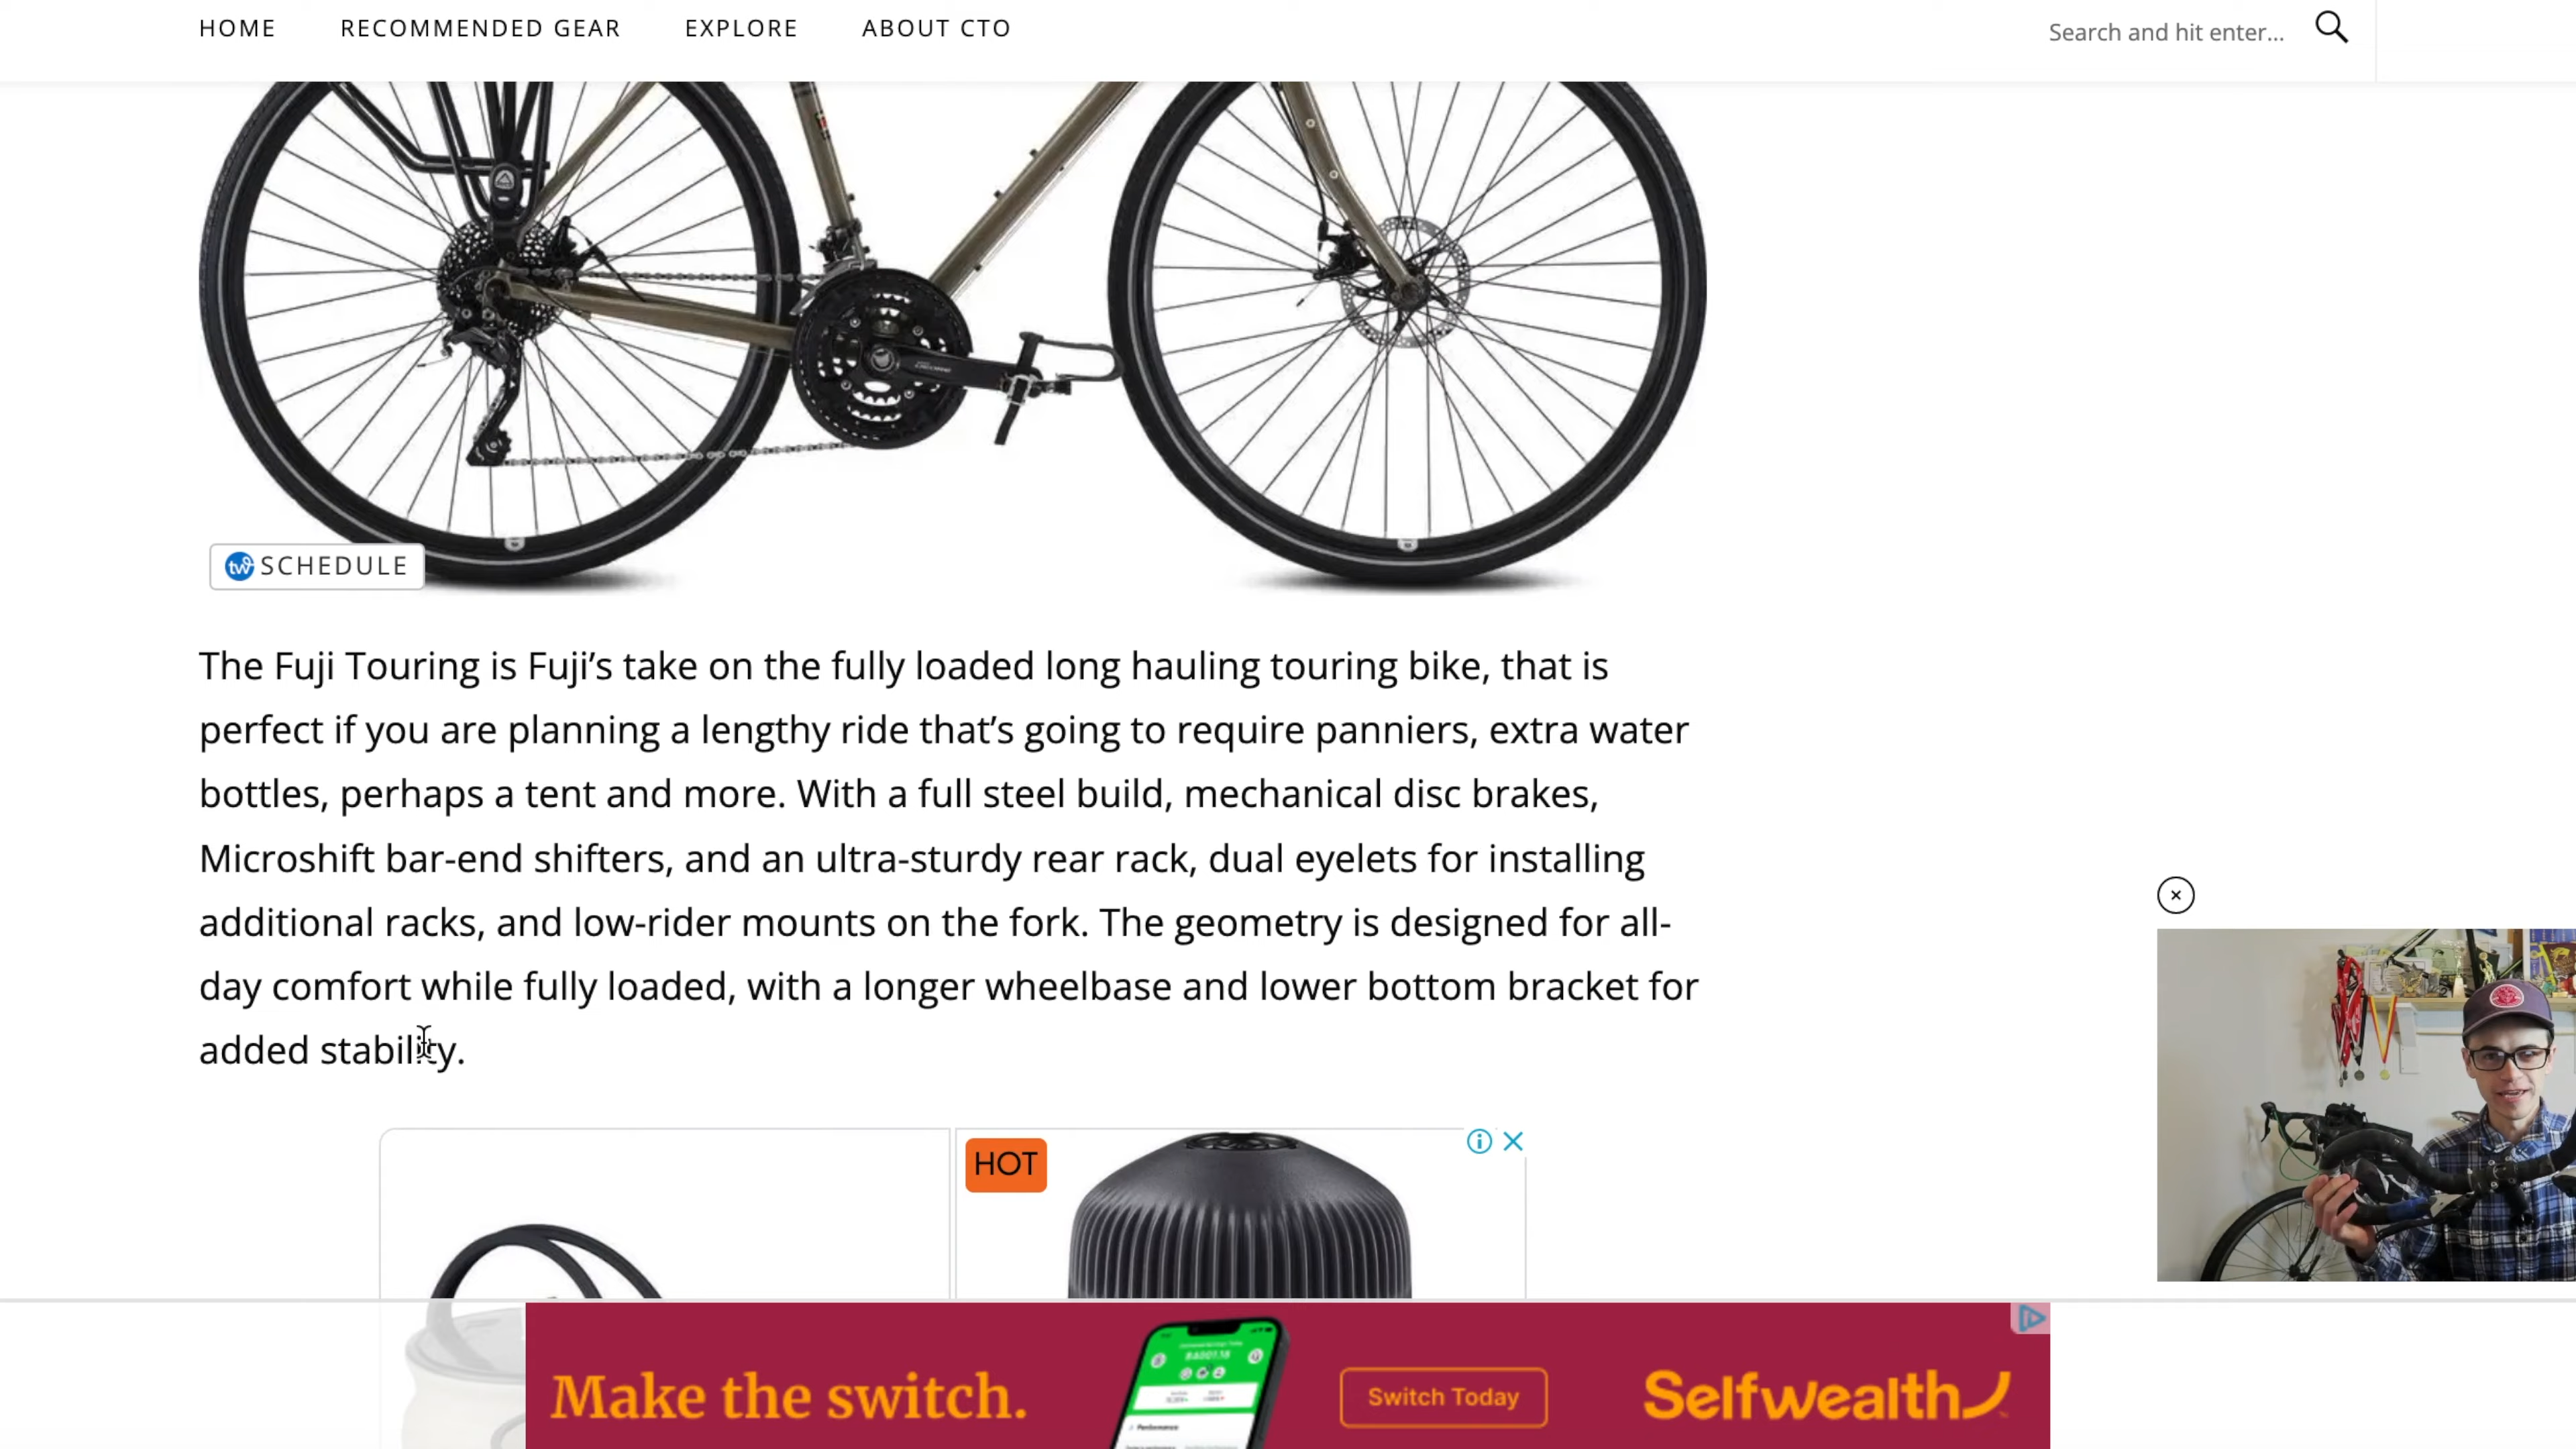 HOME RECOMMENDED GEAR EXPLORE ABOUT CTO Search and hit enter...
SCHEDULE
The Fuji Touring is Fuji’s take on the fully loaded long hauling touring bike, that is
perfect if you are planning a lengthy ride that’s going to require panniers, extra water
bottles, perhaps a tent and more. With a full steel build, mechanical disc brakes,
Microshift bar-end shifters, and an ultra-sturdy rear rack, dual eyelets for installing
additional racks, and low-rider mounts on the fork. The geometry is designed for all-
day comfort while fully loaded, with a longer wheelbase and lower bottom bracket for
added stability.
HOT
Make the switch.
Switch Today
Selfwealth